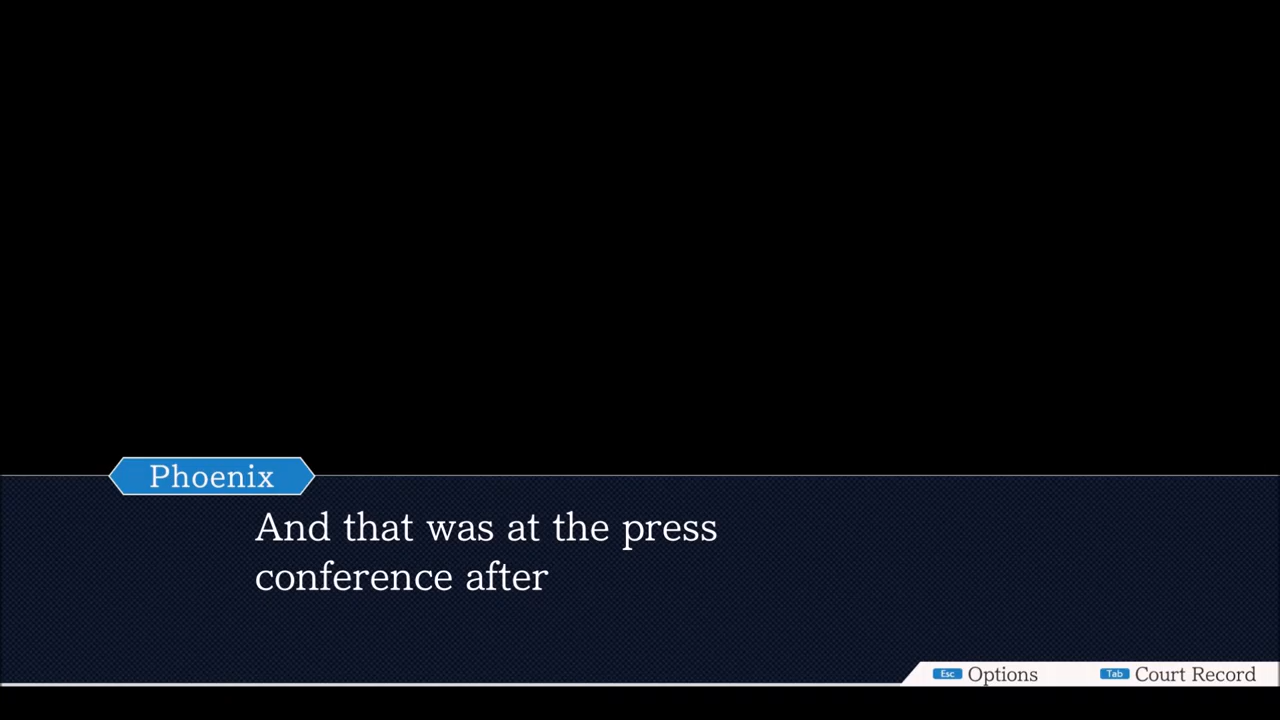 Phoenix
And that was at the press
conference after
Esc Options Tab Court Record